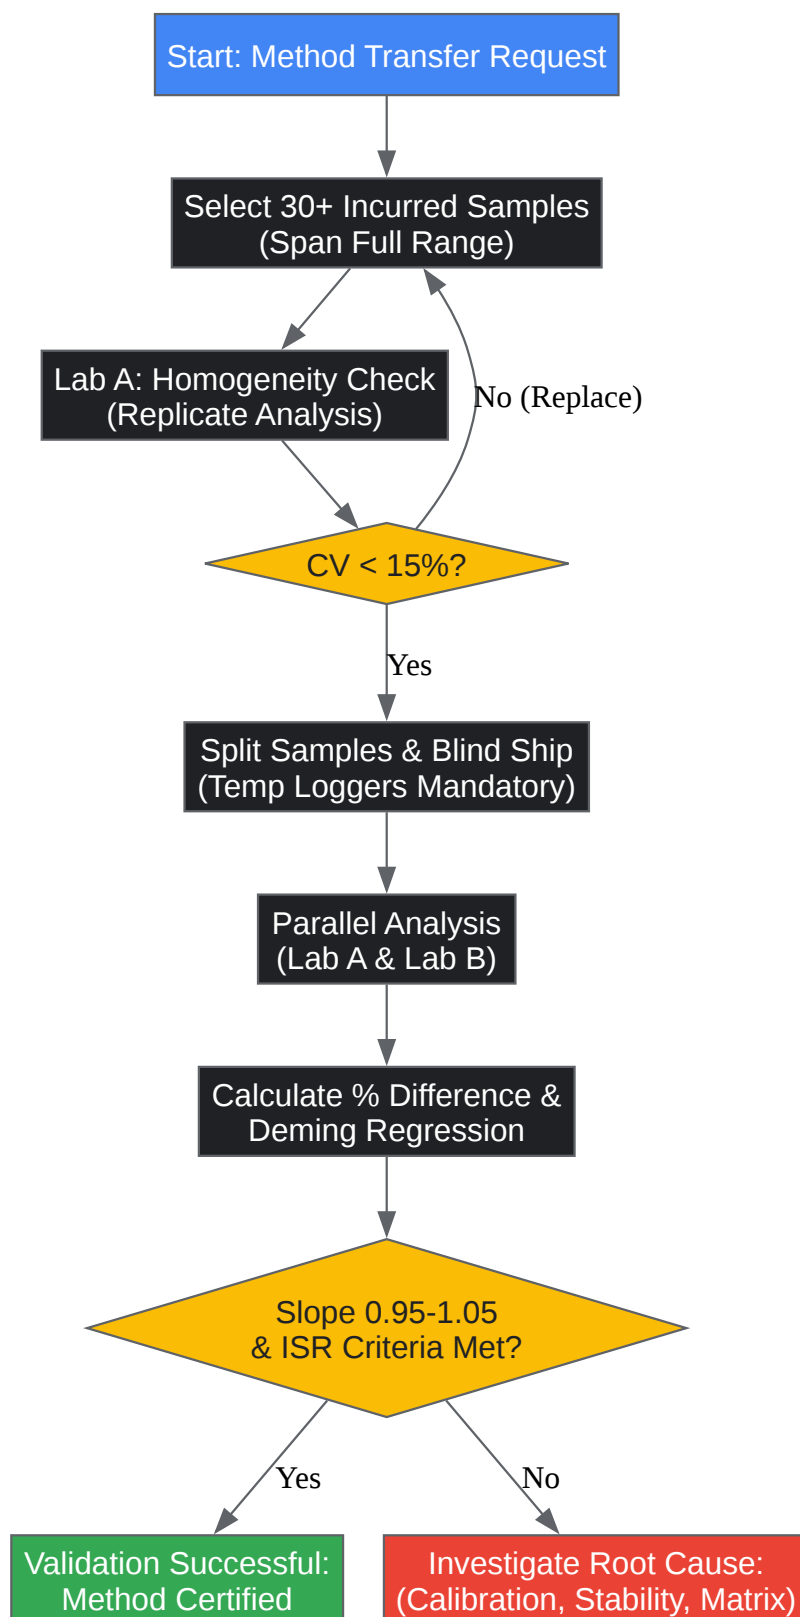 Start: Method Transfer Request
Select 30+ Incurred Samples
(Span Full Range)
Lab A: Homogeneity Check
(Replicate Analysis)
No (Replace)
CV < 15%?
Yes
Split Samples & Blind Ship
(Temp Loggers Mandatory)
Parallel Analysis
(Lab A & Lab B)
Calculate % Difference &
Deming Regression
Slope 0.95-1.05
& ISR Criteria Met?
Yes
No
Validation Successful:
Method Certified
Investigate Root Cause:
(Calibration, Stability, Matrix)